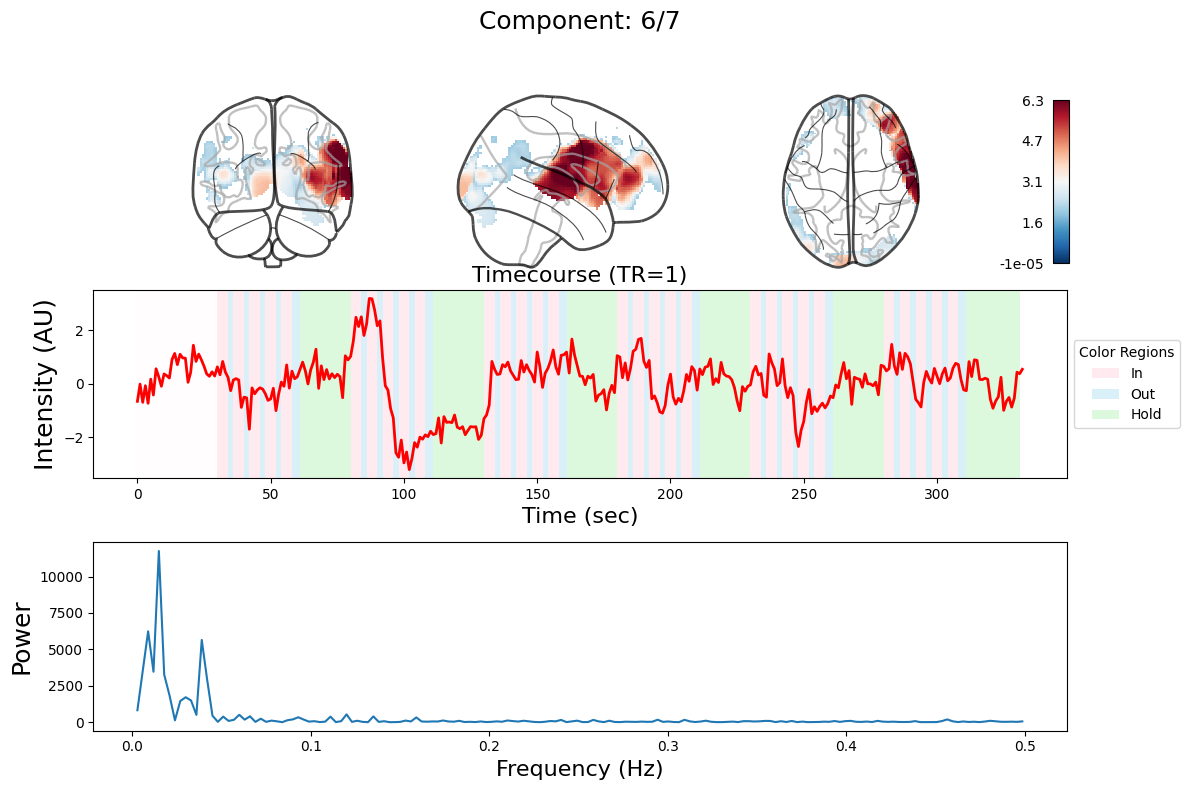 Component: 6/7
6.3
4.7
3.1
1.6
-1e-05
Timecourse (TR=1)
Intensity (AU)
2
0
−2
0 50 100 150 200 250 300
Time (sec)
Color Regions
In
Out
Hold
Power
10000
7500
5000
2500
0
0.0 0.1 0.2 0.3 0.4 0.5
Frequency (Hz)